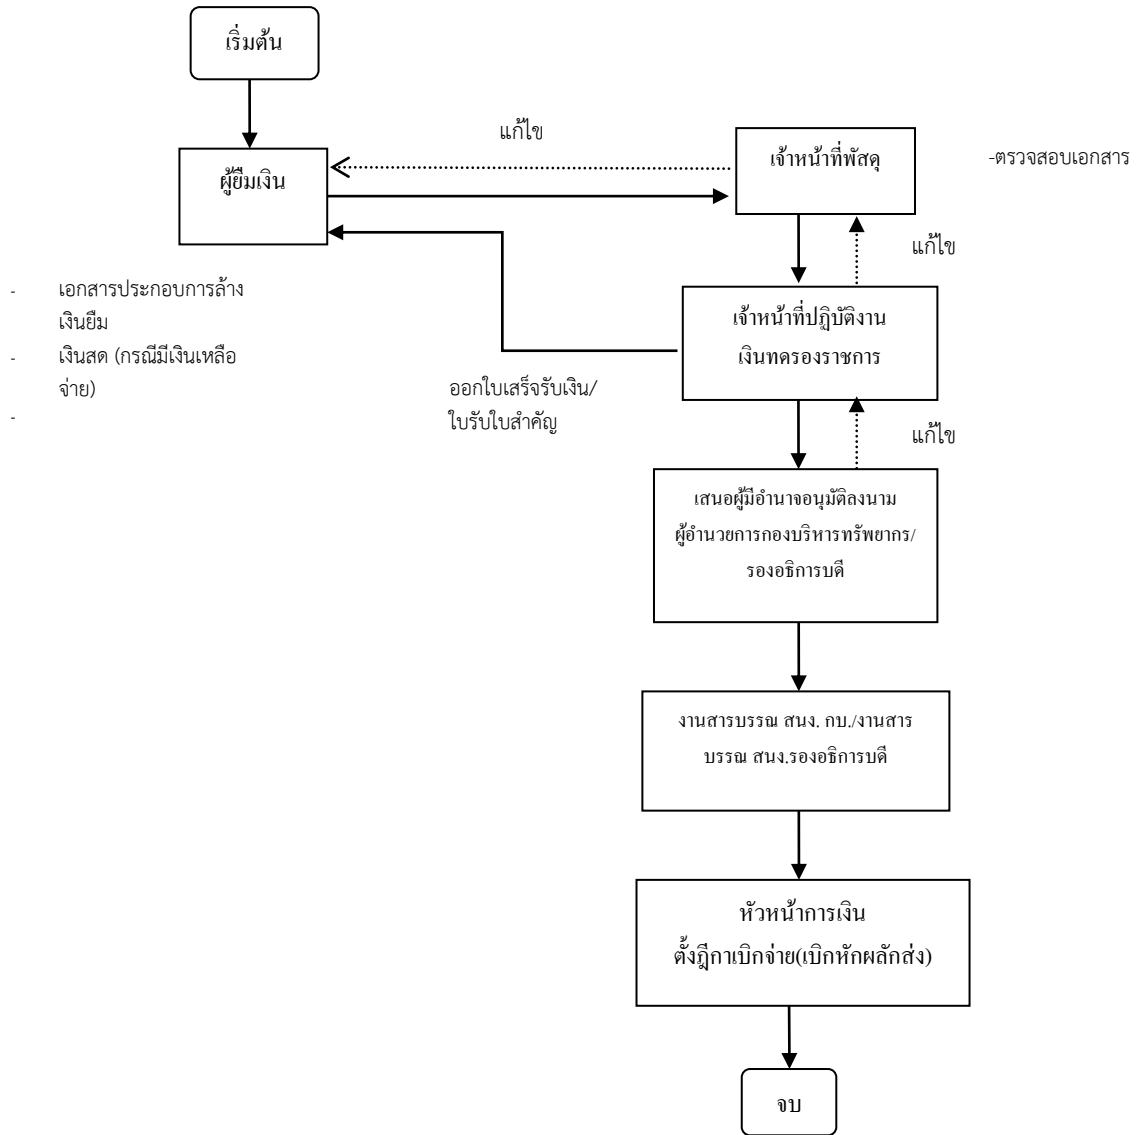 เริ่มต้น
แก้ไข
เจ้าหน้าที่พัสดุ
-ตรวจสอบเอกสาร
ผู้ยืมเงิน
แก้ไข
- เอกสารประกอบการล้าง
เงินยืม
- เงินสด (กรณีมีเงินเหลือ
จ่าย)
-
เจ้าหน้าที่ปฏิบัติงาน
เงินทดรองราชการ
ออกใบเสร็จรับเงิน/
ใบรับใบสำคัญ
แก้ไข
เสนอผู้มีอำนาจอนุมัติลงนาม
ผู้อำนวยการกองบริหารทรัพยากร/
รองอธิการบดี
งานสารบรรณ สนง. กบ./งานสาร
บรรณ สนง.รองอธิการบดี
หัวหน้าการเงิน
ตั้งฎีกาเบิกจ่าย(เบิกหักผลักส่ง)
จบ